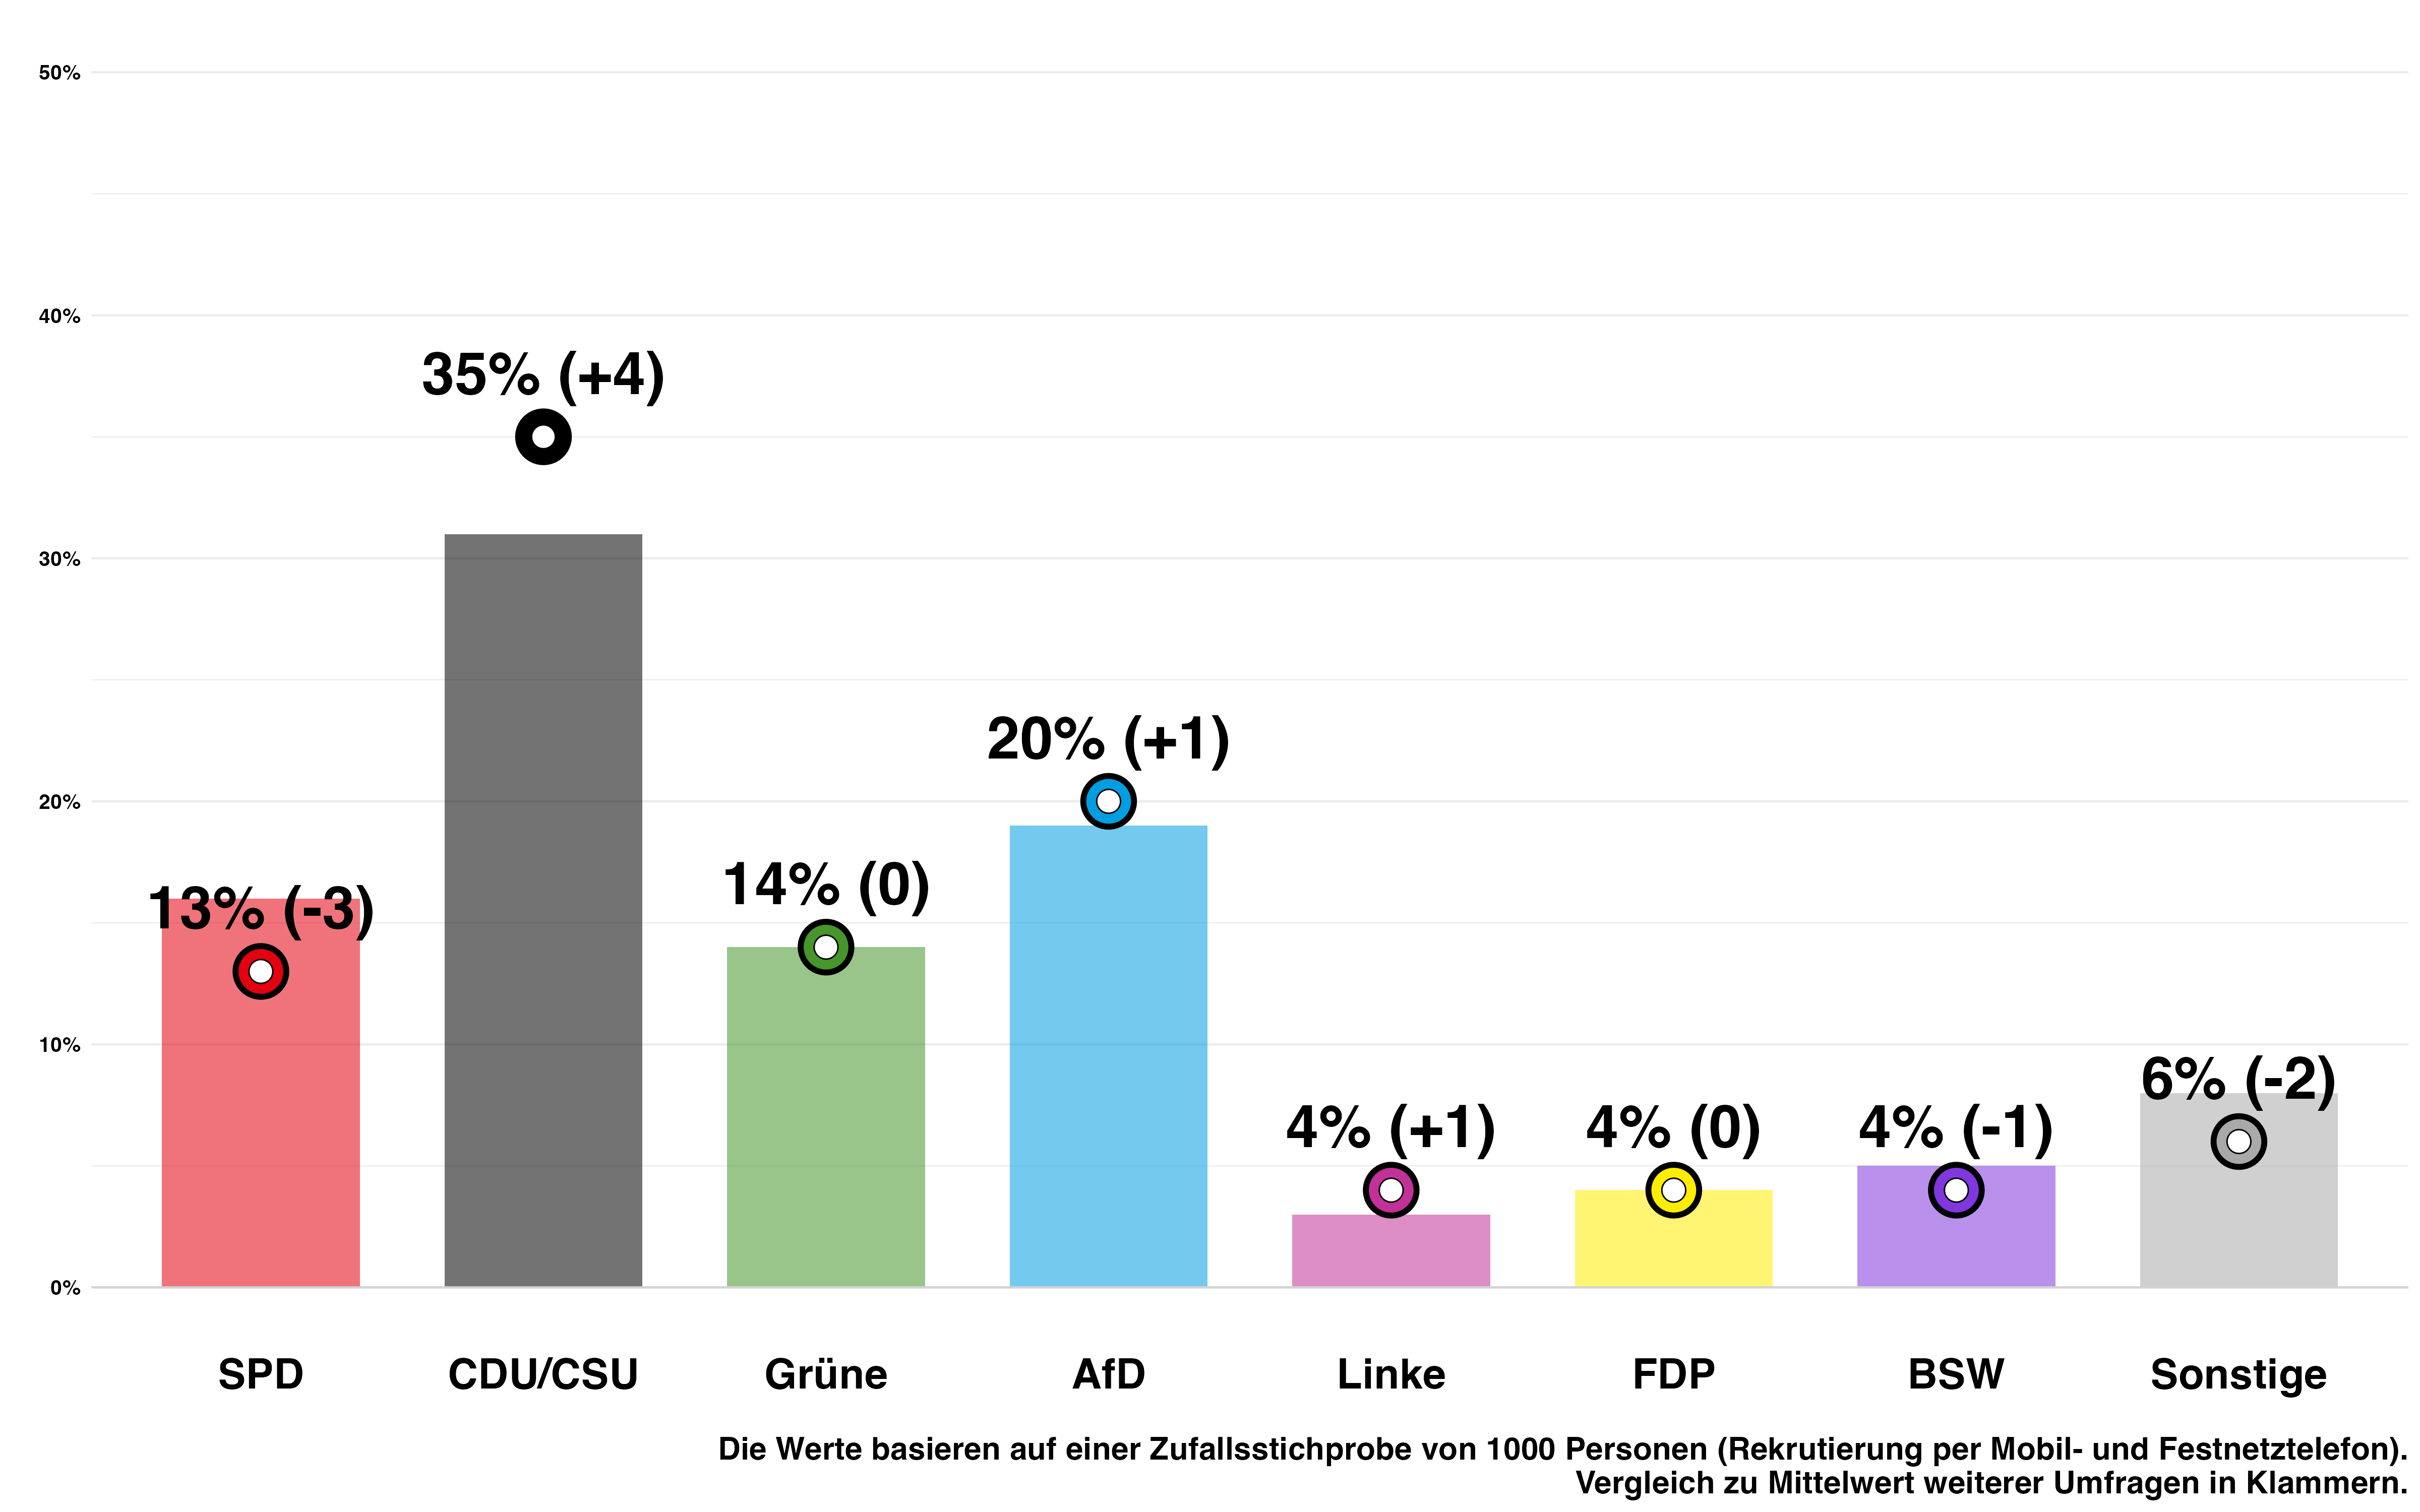 50%
40%
35% (+4)
30%
20% (+1)
20%
14% (0)
13% (-3)
10%
6% (-2)
4% (+1) 4% (0) 4% (-1)
0%
SPD CDU/CSU Grüne AfD Linke FDP BSW Sonstige
Die Werte basieren auf einer Zufallsstichprobe von 1000 Personen (Rekrutierung per Mobil- und Festnetztelefon).
Vergleich zu Mittelwert weiterer Umfragen in Klammern.